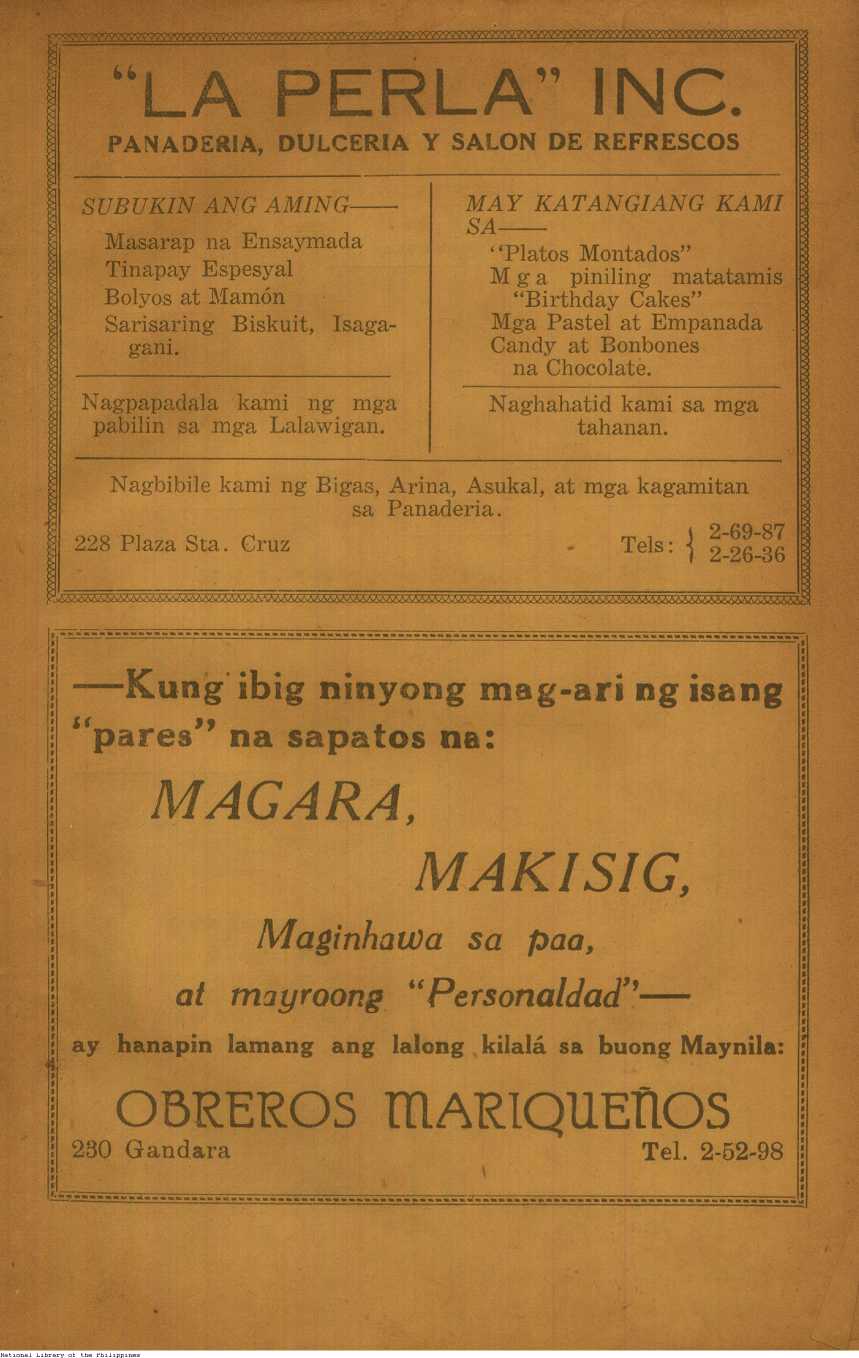 “LA PERLA” INC.
PANADERIA, DULCERIA Y SALON DE REFRESCOS
SUBUKIN ANG AMING——
Masarap na Ensaymada
Tinapay Espesyal
Bolyos at Mamón
Sarisaring Biskuit, Isaga-
gani.
Nagpapadala kami ng mga
pabilin sa mga Lalawigan.
MAY KATANGIANG KAMI
SA——
“Platos Montados”
Mga piniling matatamis
“Birthday Cakes”
Mga Pastel at Empanada
Candy at Bonbones
na Chocolate.
Naghahatid kami sa mga
tahanan.
Nagbibile kami ng Bigas, Arina, Asukal, at mga kagamitan
sa Panaderia.
228 Plaza Sta. Cruz
Tels: { 2-69-87
2-26-36
—Kung ibig ninyong mag-ari ng isang
“pares” na sapatos na:
MAGARA,
MAKISIG,
Maginhawa sa paa,
at mayroong “Personaldad”—
ay hanapin lamang ang lalong kilalá sa buong Maynila:
OBREROS MARIQUEÑOS
230 Gandara
Tel. 2-52-98
National Library of the Philippines